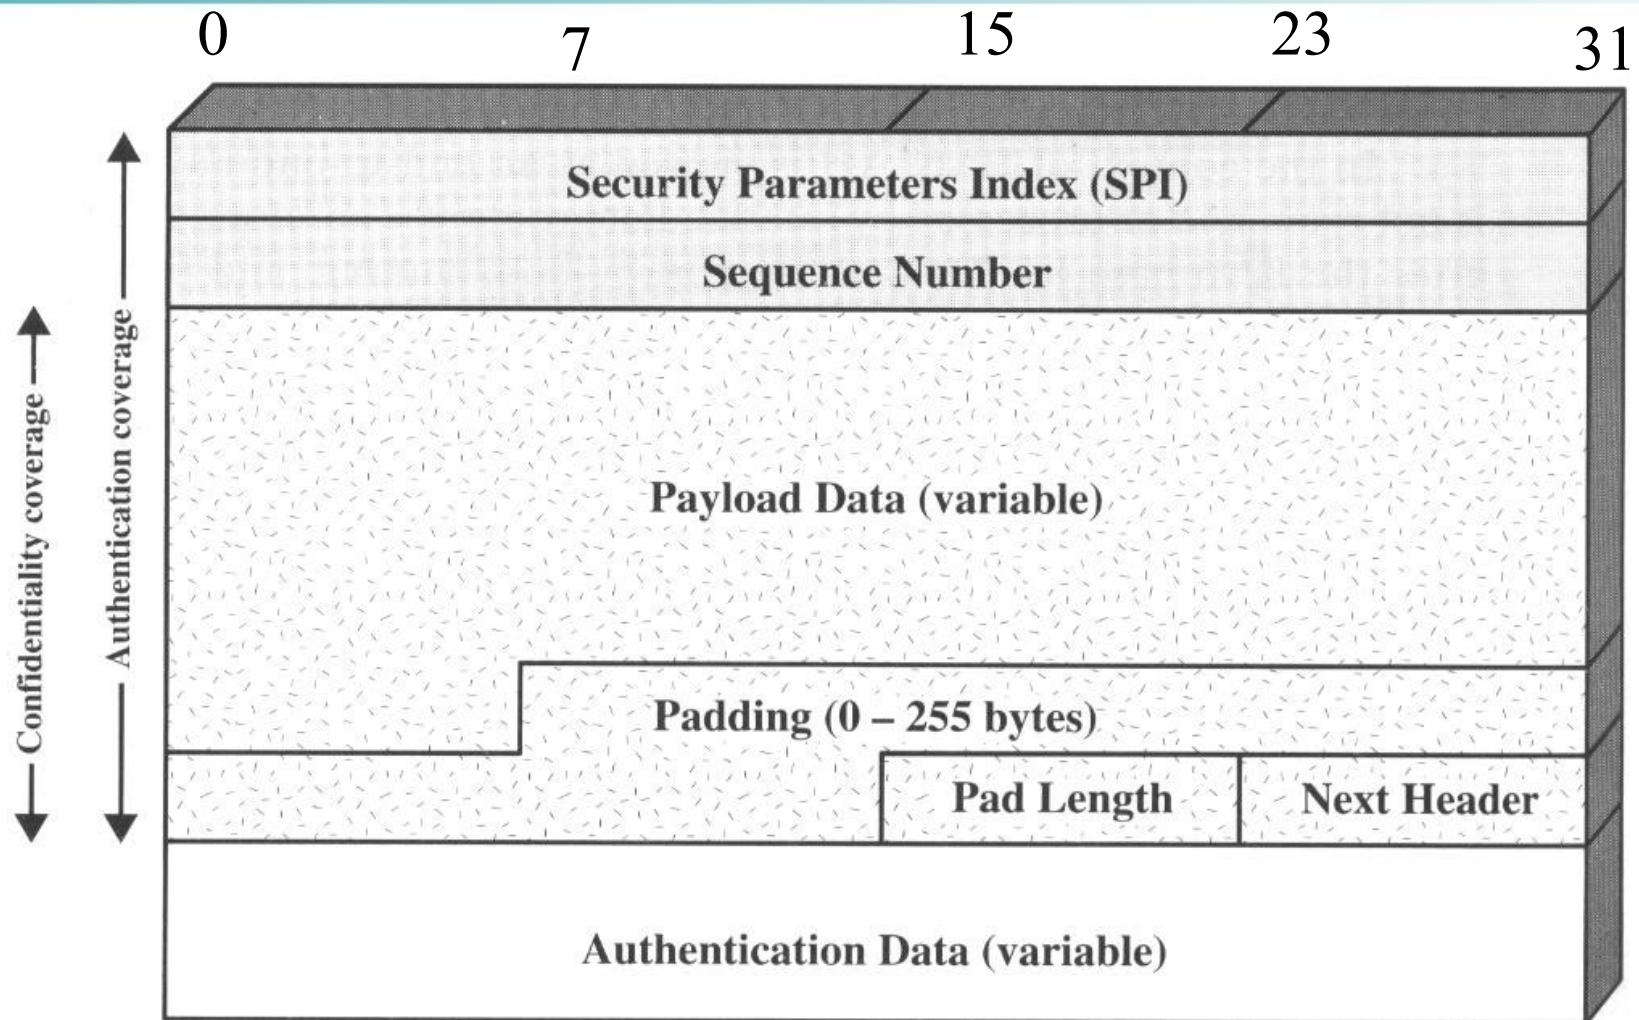 0 7 15 23 31
Security Parameters Index (SPI)
Sequence Number
Confidentiality coverage
Authentication coverage
Payload Data (variable)
Padding (0 – 255 bytes)
Pad Length
Next Header
Authentication Data (variable)